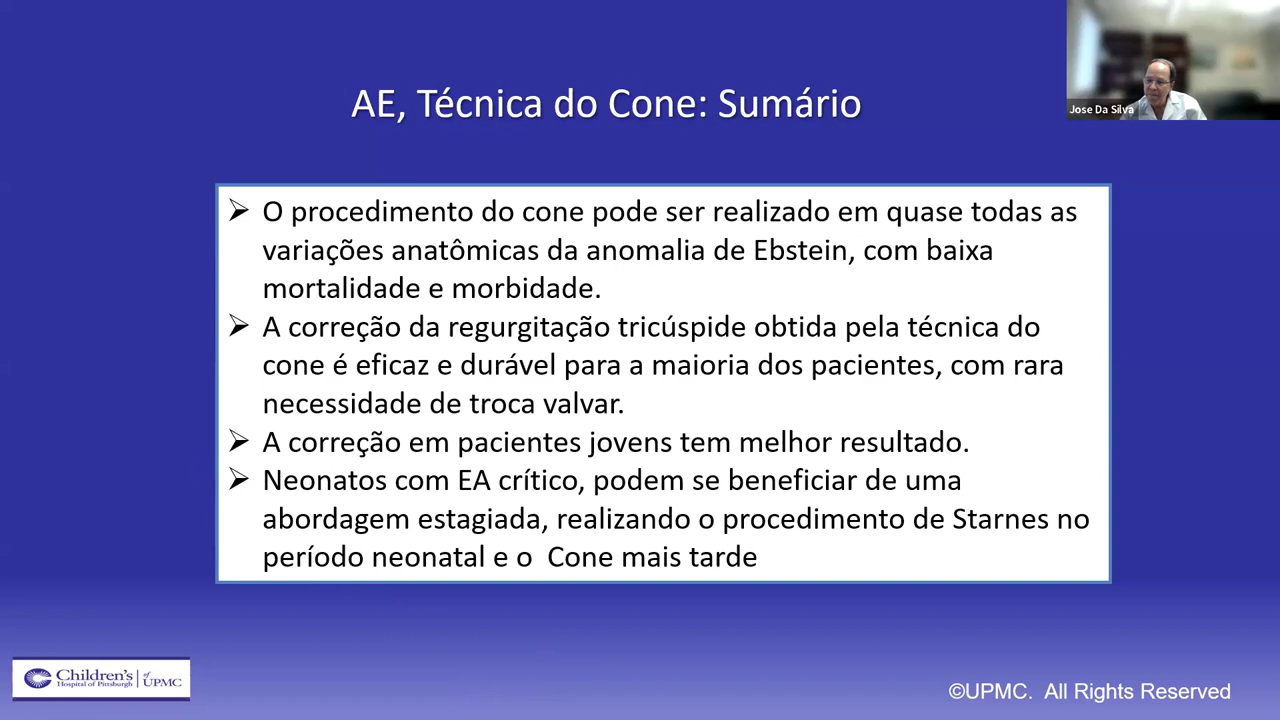 Jose Da Silva
AE, Técnica do Cone: Sumário
O procedimento do cone pode ser realizado em quase todas as
variações anatômicas da anomalia de Ebstein, com baixa
mortalidade e morbidade.
A correção da regurgitação tricúspide obtida pela técnica do
cone é eficaz e durável para a maioria dos pacientes, com rara
necessidade de troca valvar.
A correção em pacientes jovens tem melhor resultado.
Neonatos com EA crítico, podem se beneficiar de uma
abordagem estagiada, realizando o procedimento de Starnes no
período neonatal e o  Cone mais tarde
Children's
Hospital of Pittsburgh
of
UPMC
©UPMC.  All Rights Reserved